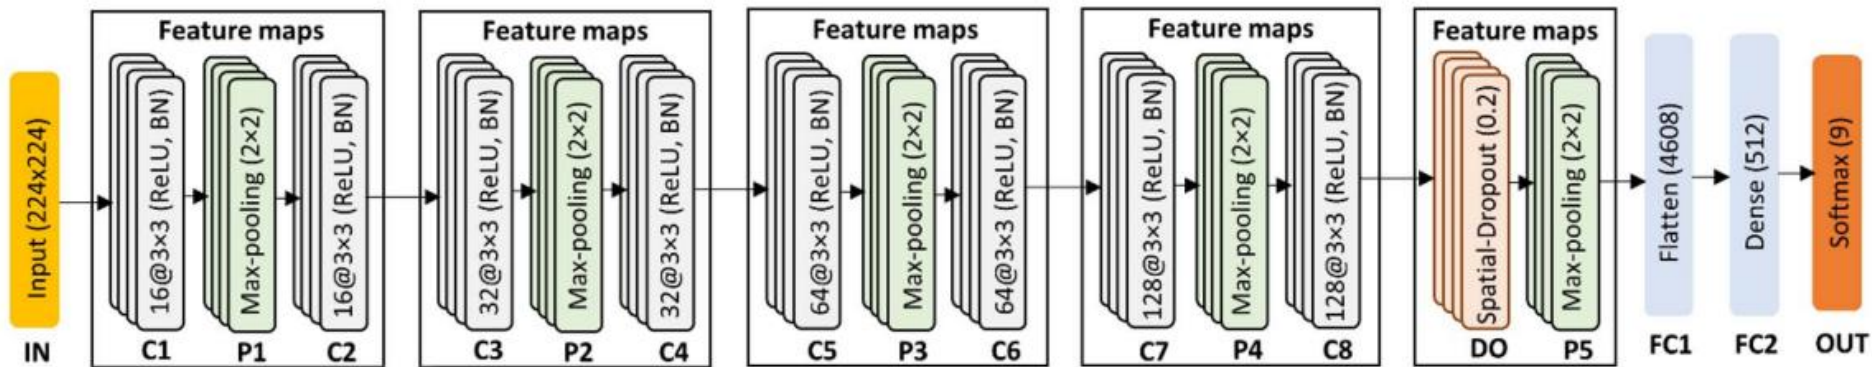 Input (224x224)
IN
Feature maps
16@3×3 (ReLU, BN)
Max-pooling (2×2)
16@3×3 (ReLU, BN)
C1
P1
C2
Feature maps
32@3×3 (ReLU, BN)
Max-pooling (2×2)
32@3×3 (ReLU, BN)
C3
P2
C4
Feature maps
64@3×3 (ReLU, BN)
Max-pooling (2×2)
64@3×3 (ReLU, BN)
C5
P3
C6
Feature maps
128@3×3 (ReLU, BN)
Max-pooling (2×2)
128@3×3 (ReLU, BN)
C7
P4
C8
Feature maps
Spatial-Dropout (0.2)
Max-pooling (2×2)
DO
P5
Flatten (4608)
FC1
Dense (512)
FC2
Softmax (9)
OUT